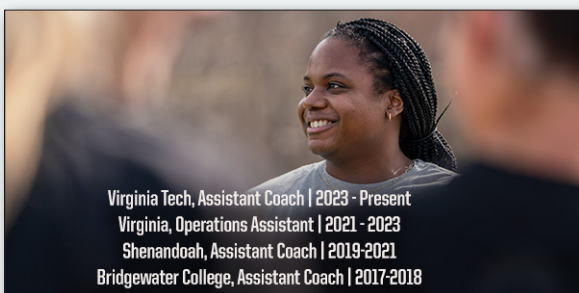 Virginia Tech, Assistant Coach | 2023 - Present
Virginia, Operations Assistant | 2021 - 2023
Shenandoah, Assistant Coach | 2019-2021
Bridgewater College, Assistant Coach | 2017-2018